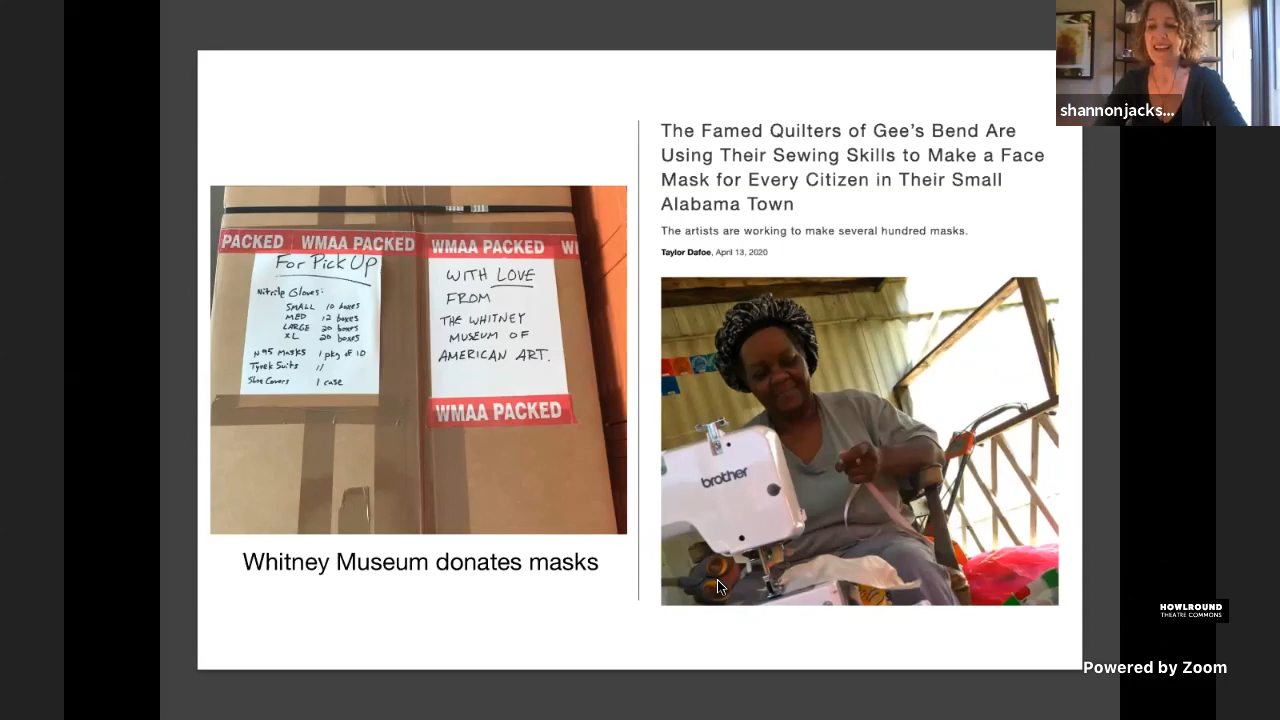 shannonjacks...
PACKED WMAA PACKED WMAA PACKED
For Pick Up
Nitrile Gloves:
SMALL 10 boxes
MED 12 boxes
LARGE 20 boxes
XL 20 boxes
N95 Masks 1 pkg of 10
Tyvek Suits 11
Shoe Covers 1 case
WITH LOVE
FROM
THE WHITNEY
MUSEUM OF
AMERICAN ART.
WMAA PACKED
Whitney Museum donates masks
The Famed Quilters of Gee's Bend Are
Using Their Sewing Skills to Make a Face
Mask for Every Citizen in Their Small
Alabama Town
The artists are working to make several hundred masks.
Taylor Dafoe, April 13, 2020
brother
HOWLROUND
THEATRE COMMONS
Powered by Zoom